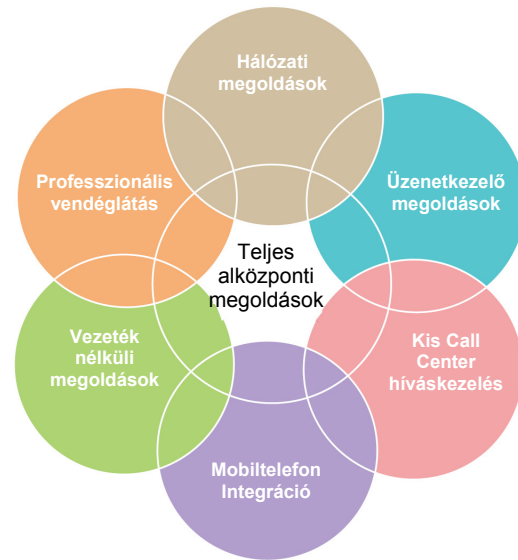 Hálózati
megoldások
Professzionális
vendéglátás
Üzenetkezelő
megoldások
Teljes
alközponti
megoldások
Vezeték
nélküli
megoldások
Kis Call
Center
híváskezelés
Mobiltelefon
Integráció